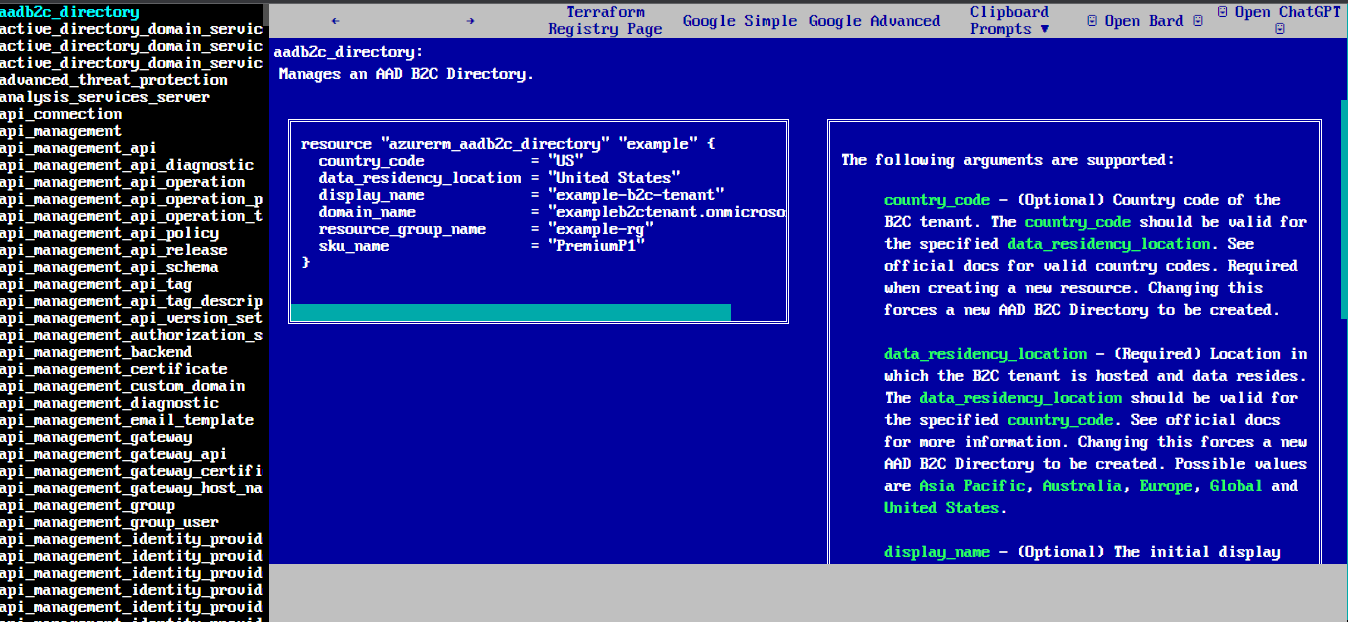 aadb2c_directory
active_directory_domain_servic
active_directory_domain_servic
active_directory_domain_servic
advanced_threat_protection
analysis_services_server
api_connection
api_management
api_management_api
api_management_api_diagnostic
api_management_api_operation
api_management_api_operation_p
api_management_api_operation_t
api_management_api_policy
api_management_api_release
api_management_api_schema
api_management_api_tag
api_management_api_tag_descrip
api_management_api_version_set
api_management_authorization_s
api_management_backend
api_management_certificate
api_management_custom_domain
api_management_diagnostic
api_management_email_template
api_management_gateway
api_management_gateway_api
api_management_gateway_certifi
api_management_gateway_host_na
api_management_group
api_management_group_user
api_management_identity_provid
api_management_identity_provid
api_management_identity_provid
api_management_identity_provid
api_management_identity_provid
api_management_identity_provid
← → Terraform Registry Page Google Simple Google Advanced Clipboard Prompts ▼ Open Bard Open ChatGPT
aadb2c_directory:
Manages an AAD B2C Directory.
resource "azurerm_aadb2c_directory" "example" {
country_code = "US"
data_residency_location = "United States"
display_name = "example-b2c-tenant"
domain_name = "exampleb2ctenant.onmicroso
resource_group_name = "example-rg"
sku_name = "PremiumP1"
}
The following arguments are supported:
country_code - (Optional) Country code of the
B2C tenant. The country_code should be valid for
the specified data_residency_location. See
official docs for valid country codes. Required
when creating a new resource. Changing this
forces a new AAD B2C Directory to be created.
data_residency_location - (Required) Location in
which the B2C tenant is hosted and data resides.
The data_residency_location should be valid for
the specified country_code. See official docs
for more information. Changing this forces a new
AAD B2C Directory to be created. Possible values
are Asia Pacific, Australia, Europe, Global and
United States.
display_name - (Optional) The initial display